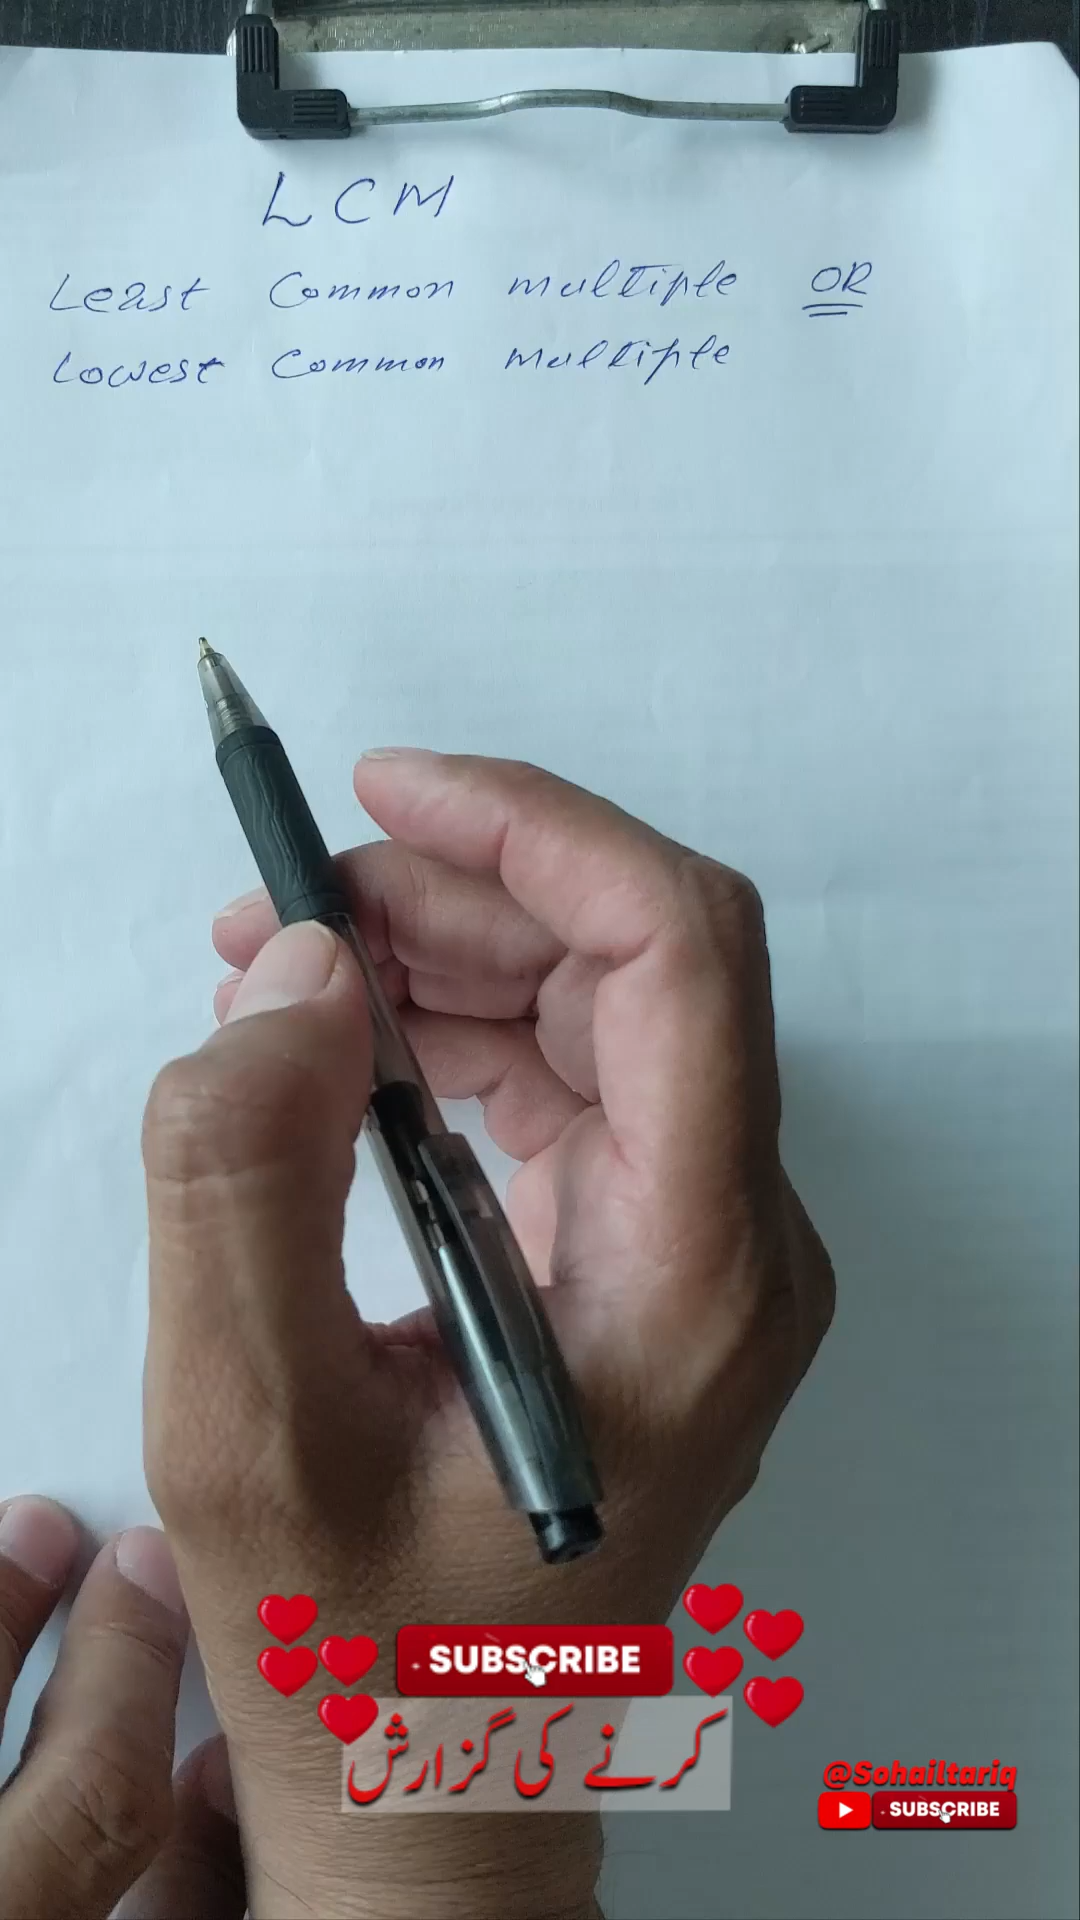 LCM
Least Common multiple OR
Lowest Common multiple
SUBSCRIBE
کرنے کی گزارش
@Sohailtariq
SUBSCRIBE